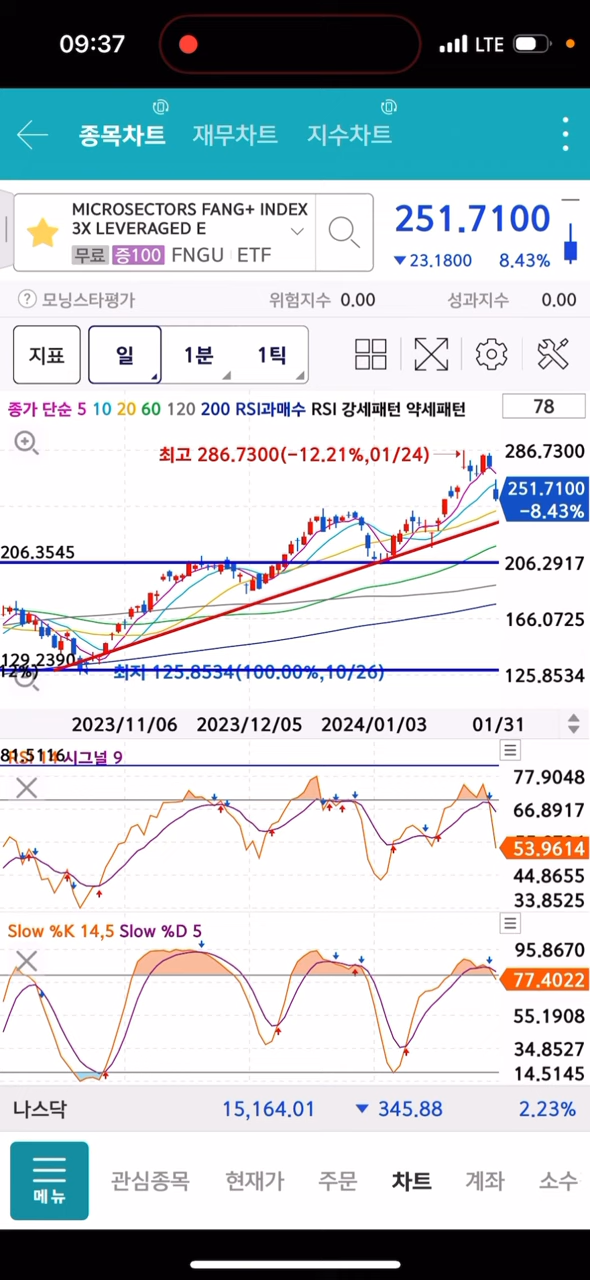 09:37
LTE
종목차트 재무차트 지수차트
MICROSECTORS FANG+ INDEX
3X LEVERAGED E
무료 증100 FNGU ETF
251.7100
▼23.1800 8.43%
? 모닝스타평가 위험지수 0.00 성과지수 0.00
지표 일 1분 1틱
종가 단순 5 10 20 60 120 200 RSI과매수 RSI 강세패턴 약세패턴
78
최고 286.7300(-12.21%,01/24)
286.7300
251.7100
-8.43%
206.3545
206.2917
166.0725
129.2390
최저 125.8534(100.00%,10/26)
125.8534
2023/11/06 2023/12/05 2024/01/03 01/31
81.5116
RSI 14 시그널 9
77.9048
66.8917
53.9614
44.8655
33.8525
Slow %K 14,5 Slow %D 5
95.8670
77.4022
55.1908
34.8527
14.5145
나스닥 15,164.01 ▼ 345.88 2.23%
메뉴 관심종목 현재가 주문 차트 계좌 소수